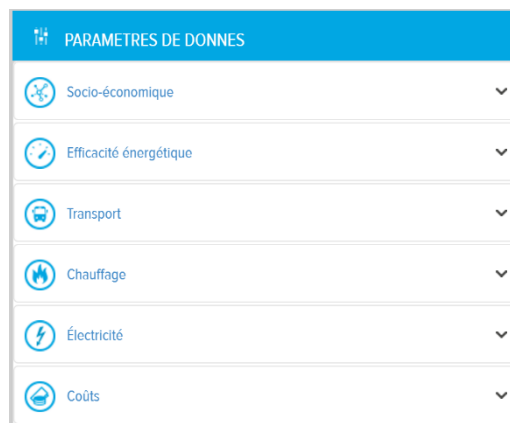 PARAMETRES DE DONNES
Socio-économique
Efficacité énergétique
Transport
Chauffage
Électricité
Coûts